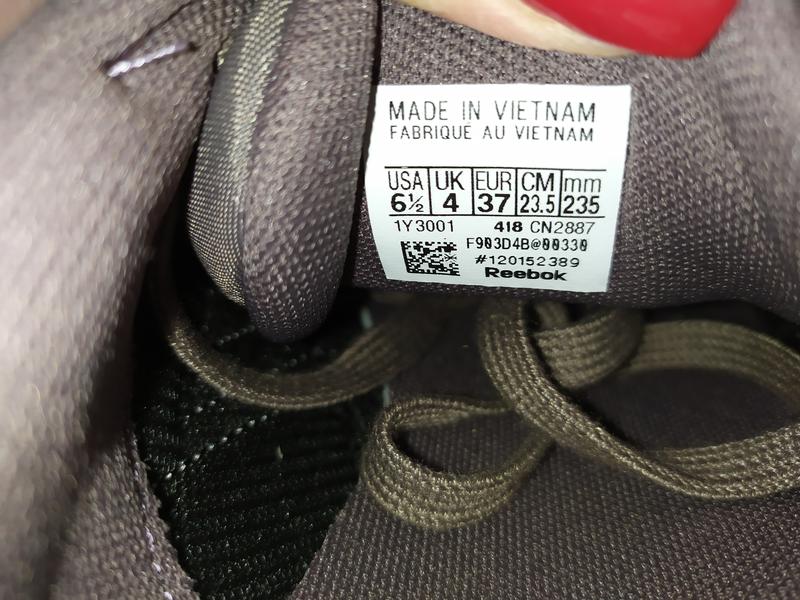 MADE IN VIETNAM
FABRIQUÉ AU VIETNAM
USA UK EUR CM mm
6½ 4 37 23.5 235
1Y3001 418 CN2887
F903D4B@00330
#120152389
Reebok